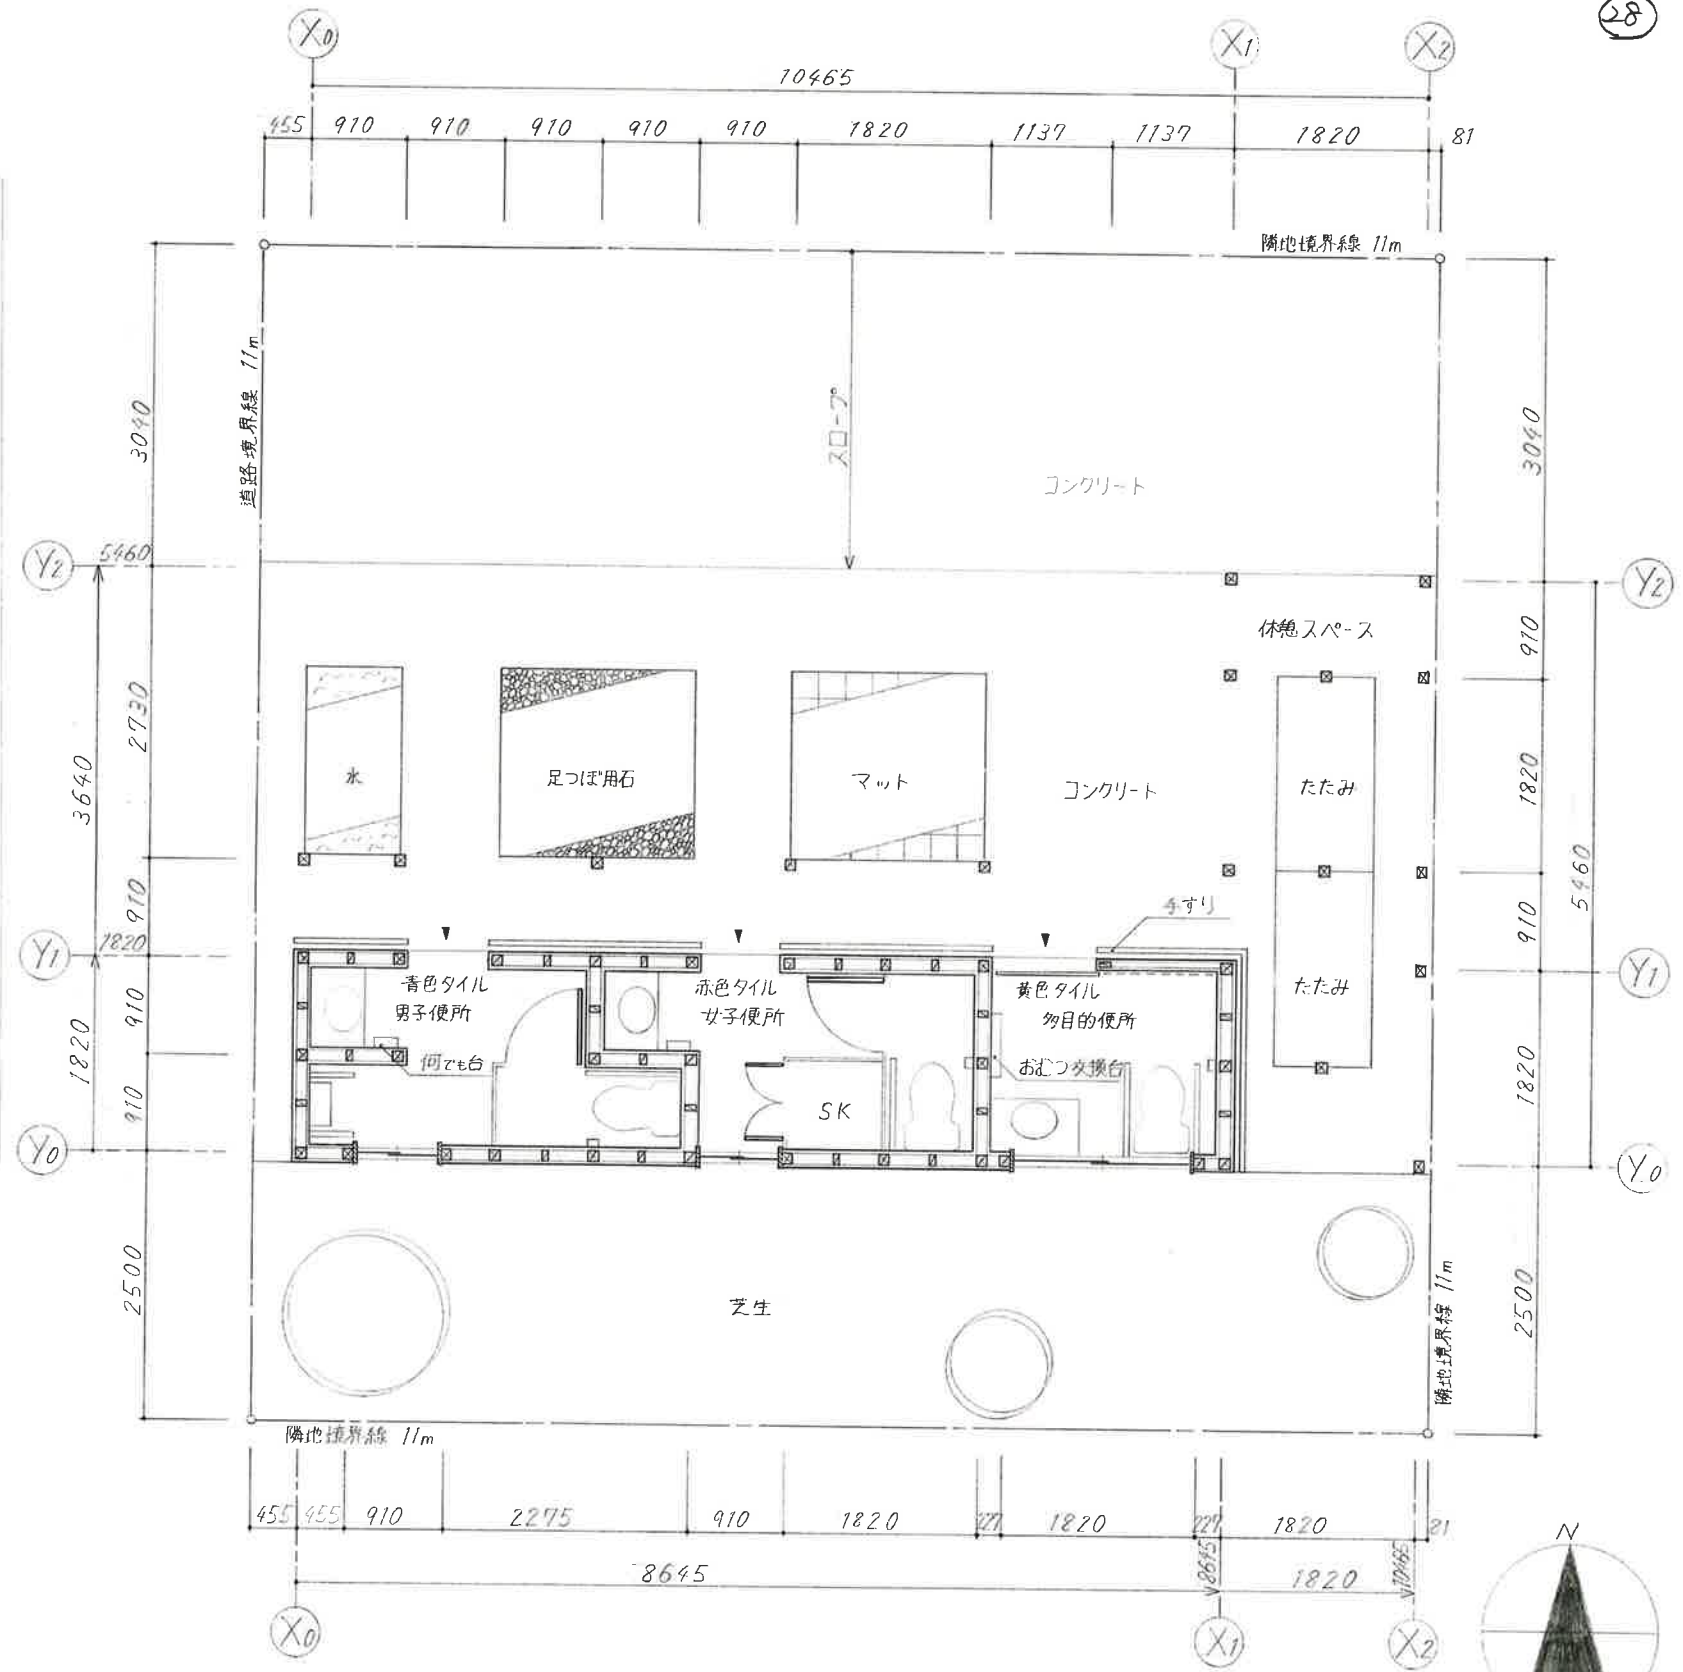 28
X0
X1
X2
10465
455 910 910 910 910 910 1820 1137 1137 1820 81
隣地境界線 11m
道路境界線 11m
3040
3040
スロープ
コンクリート
Y2
5460
Y2
休憩スペース
910
2730
3640
水
足つぼ用石
マット
コンクリート
たたみ
1820
5460
910
手すり
910
Y1
1820
Y1
青色タイル
男子便所
赤色タイル
女子便所
黄色タイル
多目的便所
たたみ
910
1820
何でも台
おむつ交換台
1820
910
SK
Y0
Y0
2500
芝生
2500
隣地境界線 11m
隣地境界線 11m
455 455 910 2275 910 1820 227 1820 227 1820 81
8645
8645
1820
10465
N
X0
X1
X2